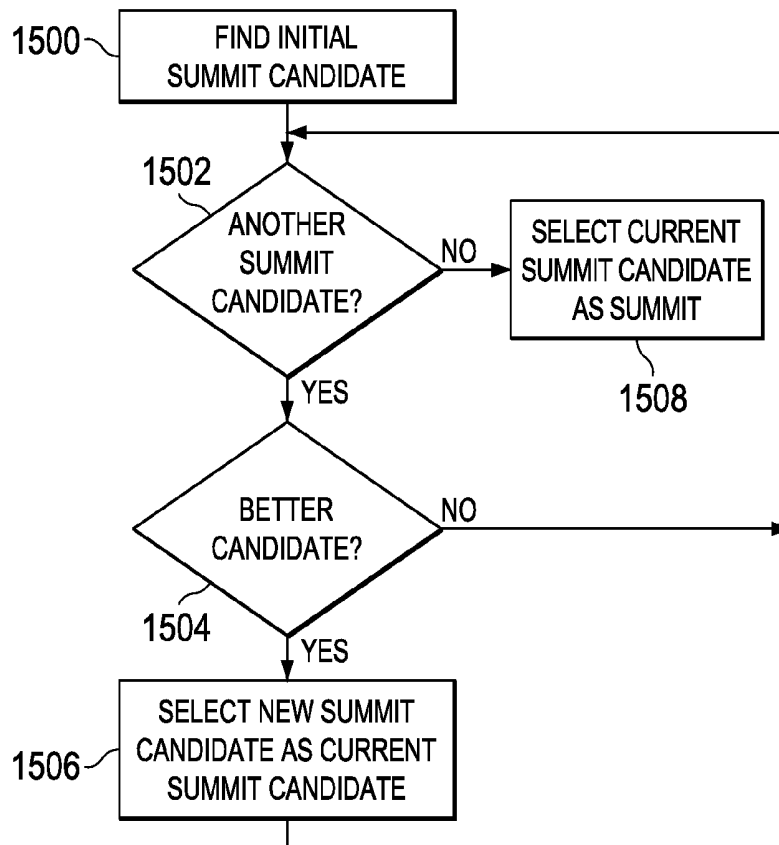 1500
FIND INITIAL
SUMMIT CANDIDATE
1502
ANOTHER
SUMMIT
CANDIDATE?
NO
SELECT CURRENT
SUMMIT CANDIDATE
AS SUMMIT
1508
YES
BETTER
CANDIDATE?
NO
1504
YES
1506
SELECT NEW SUMMIT
CANDIDATE AS CURRENT
SUMMIT CANDIDATE